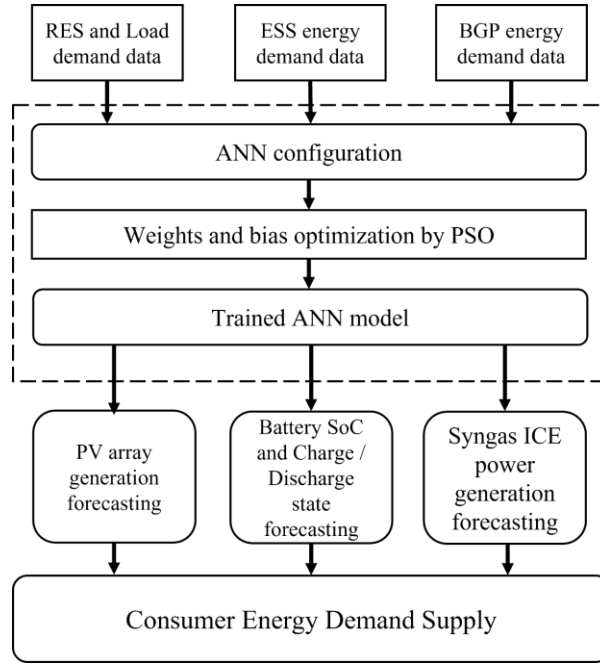 RES and Load
demand data
ESS energy
demand data
BGP energy
demand data
ANN configuration
Weights and bias optimization by PSO
Trained ANN model
PV array
generation
forecasting
Battery SoC
and Charge /
Discharge
state
forecasting
Syngas ICE
power
generation
forecasting
Consumer Energy Demand Supply